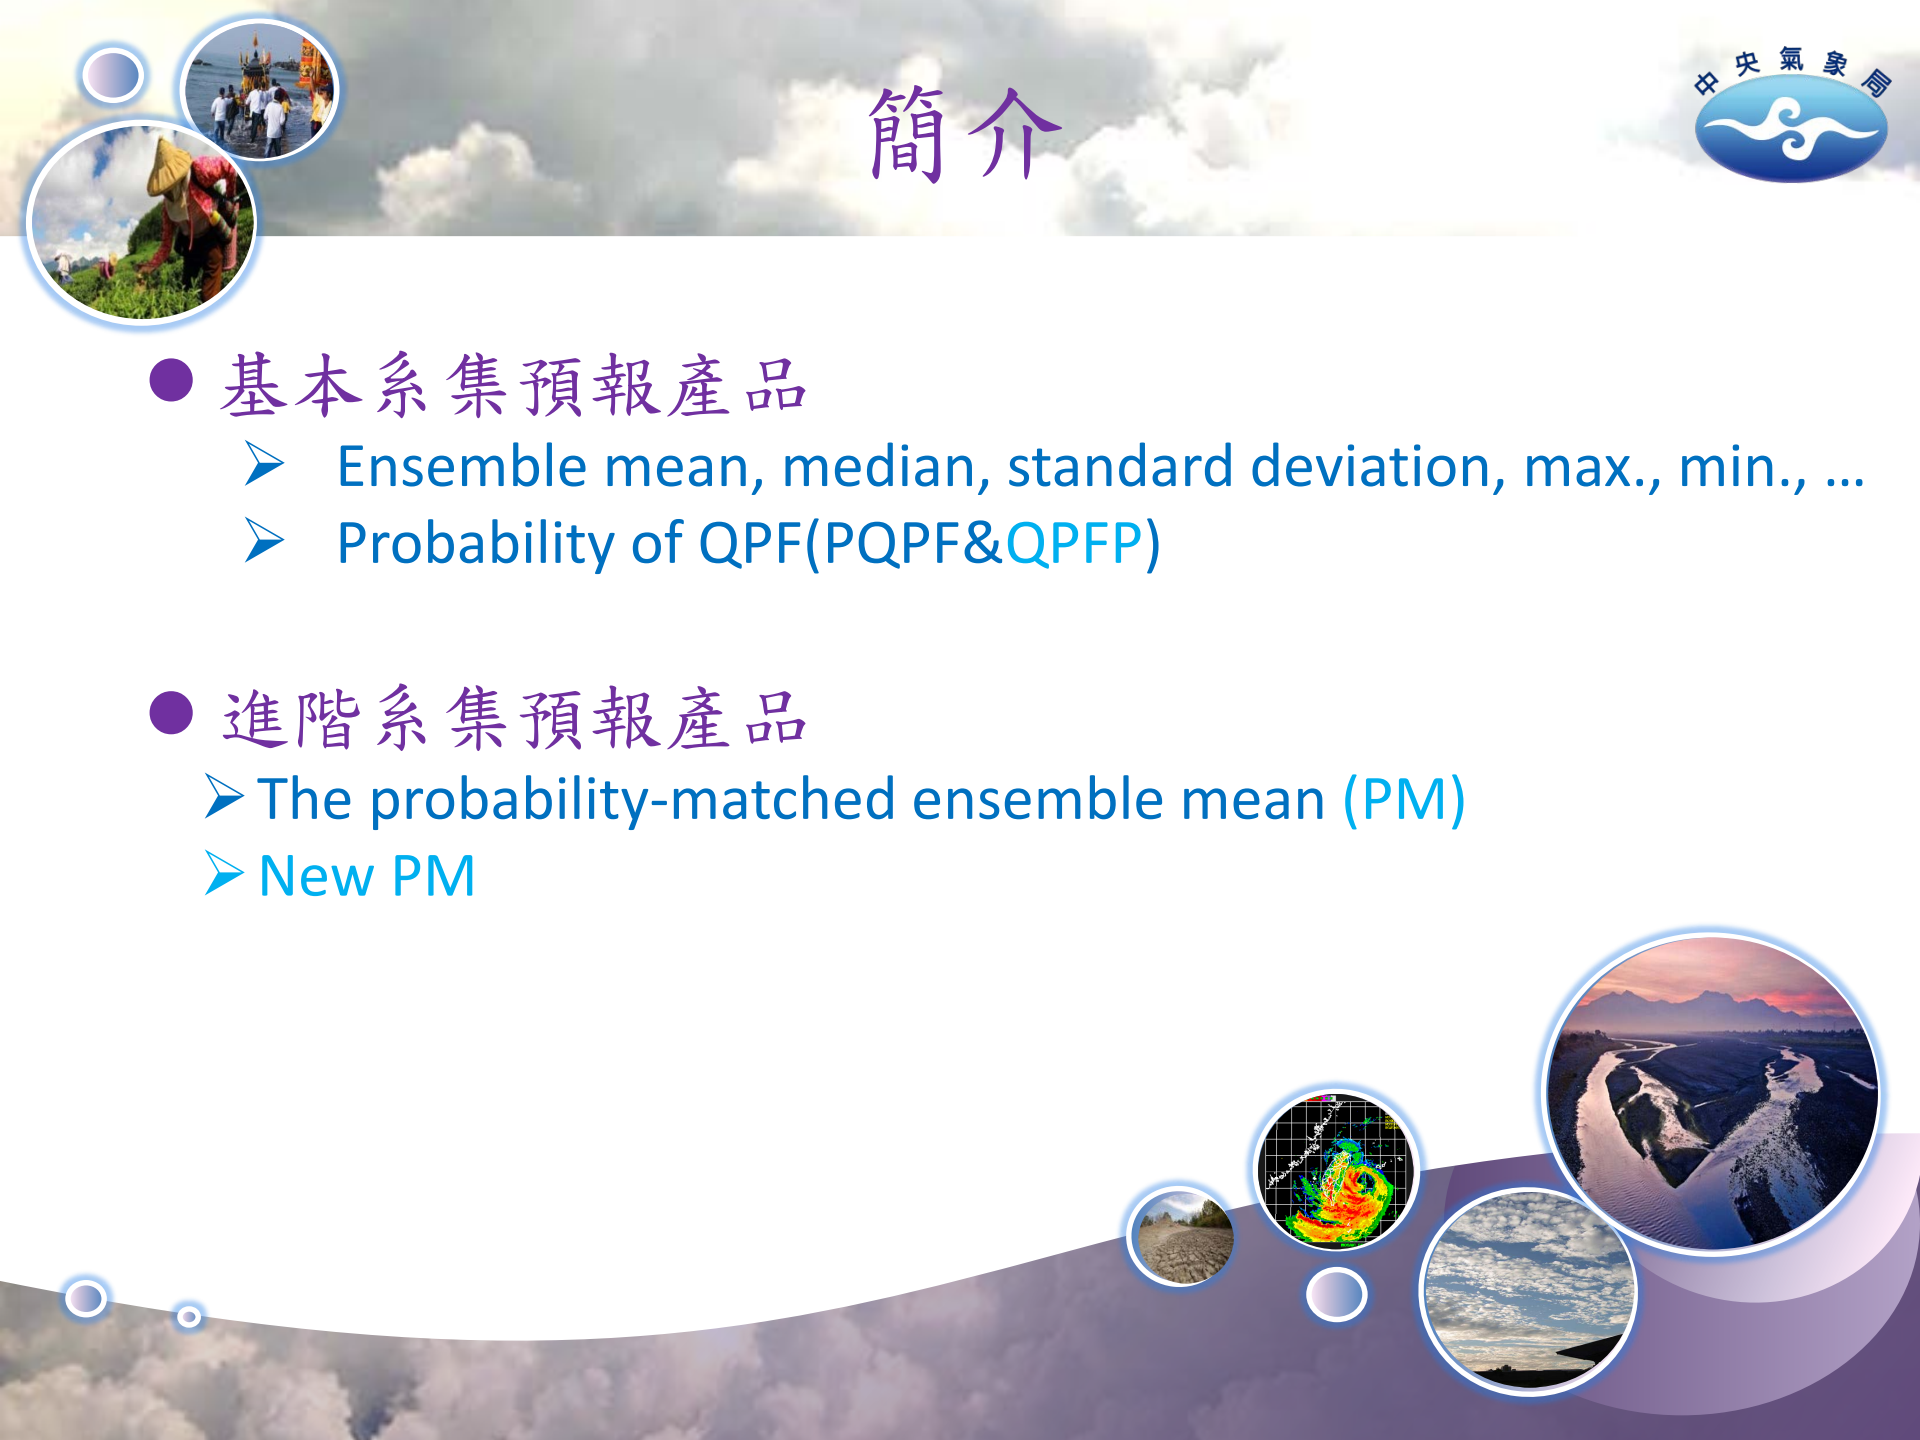 簡介
中央氣象局
基本系集預報產品
Ensemble mean, median, standard deviation, max., min., ...
Probability of QPF(PQPF&QPFP)
進階系集預報產品
The probability-matched ensemble mean (PM)
New PM